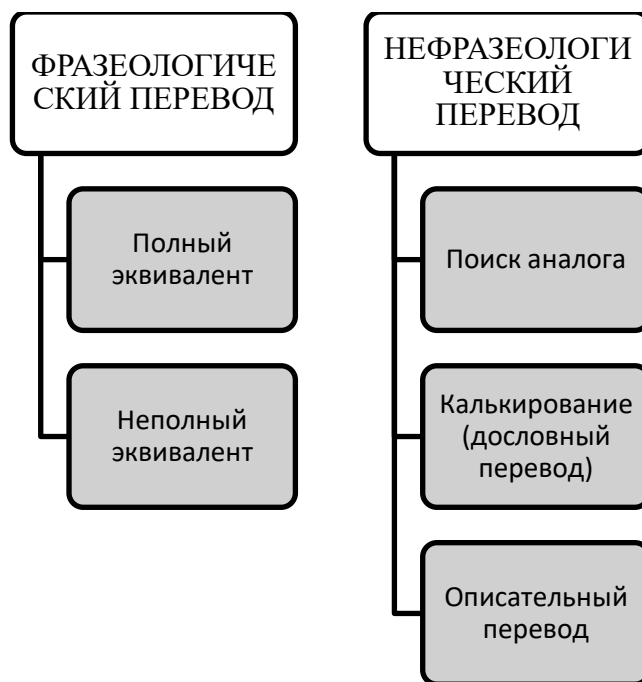 ФРАЗЕОЛОГИЧЕ
СКИЙ ПЕРЕВОД
Полный
эквивалент
Неполный
эквивалент
НЕФРАЗЕОЛОГИ
ЧЕСКИЙ
ПЕРЕВОД
Поиск аналога
Калькирование
(дословный
перевод)
Описательный
перевод